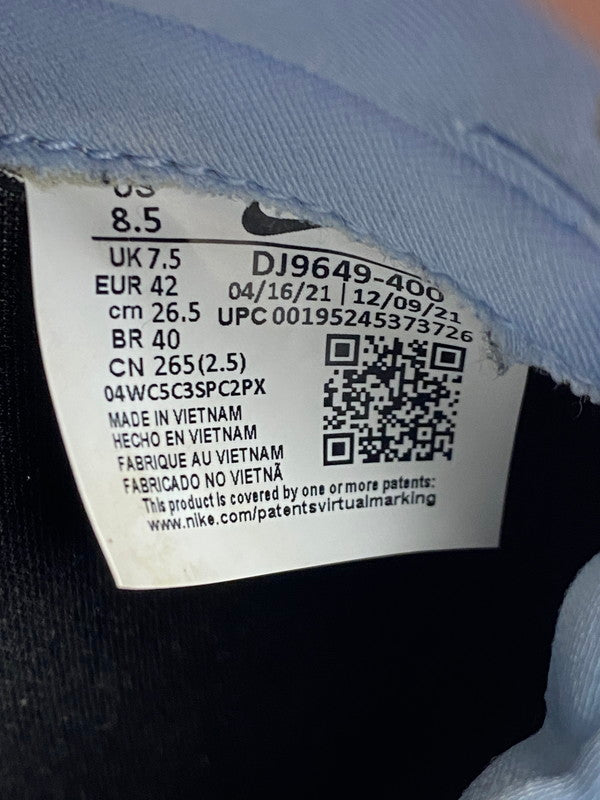 US
8.5
UK 7.5
EUR 42
cm 26.5
BR 40
CN 265(2.5)
04WC5C3SPC2PX
DJ9649-400
04/16/21 | 12/09/21
UPC 00195245373726
MADE IN VIETNAM
HECHO EN VIETNAM
FABRIQUE AU VIETNAM
FABRICADO NO VIETNÃ
This product is covered by one or more patents:
www.nike.com/patentsvirtualmarking